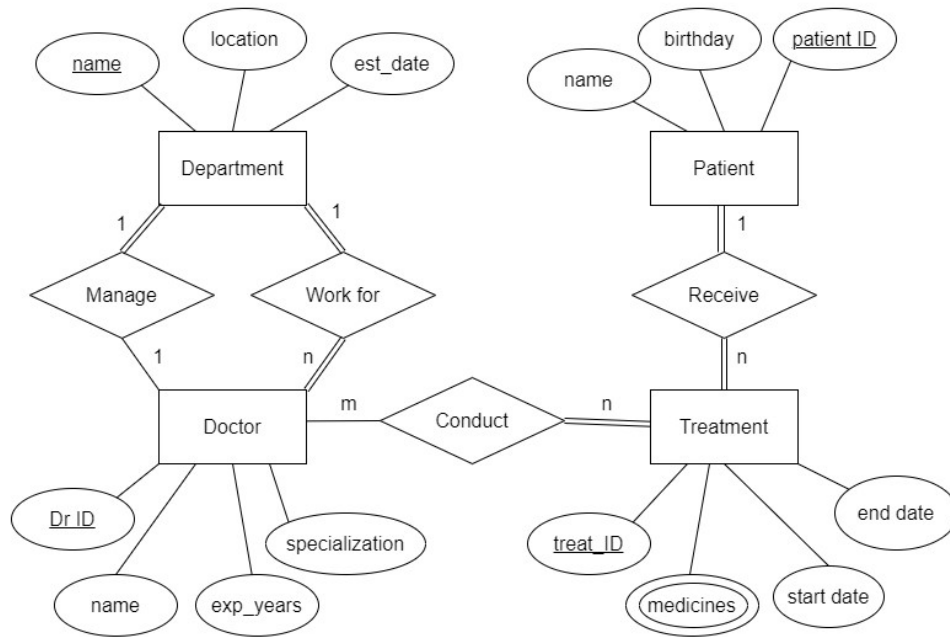 location
name
est_date
birthday
patient ID
name
Department
Patient
1
1
1
Manage
Work for
Receive
1
n
n
Doctor
m
Conduct
n
Treatment
Dr ID
specialization
name
exp_years
treat_ID
end date
medicines
start date